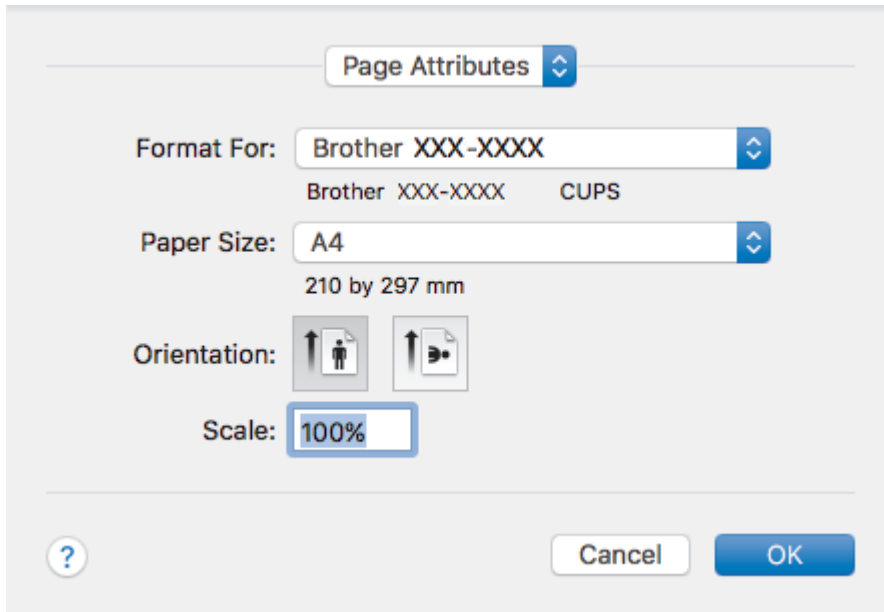 Page Attributes
Format For: Brother XXX-XXXX
Brother XXX-XXXX CUPS
Paper Size: A4
210 by 297 mm
Orientation:
Scale: 100%
? Cancel OK